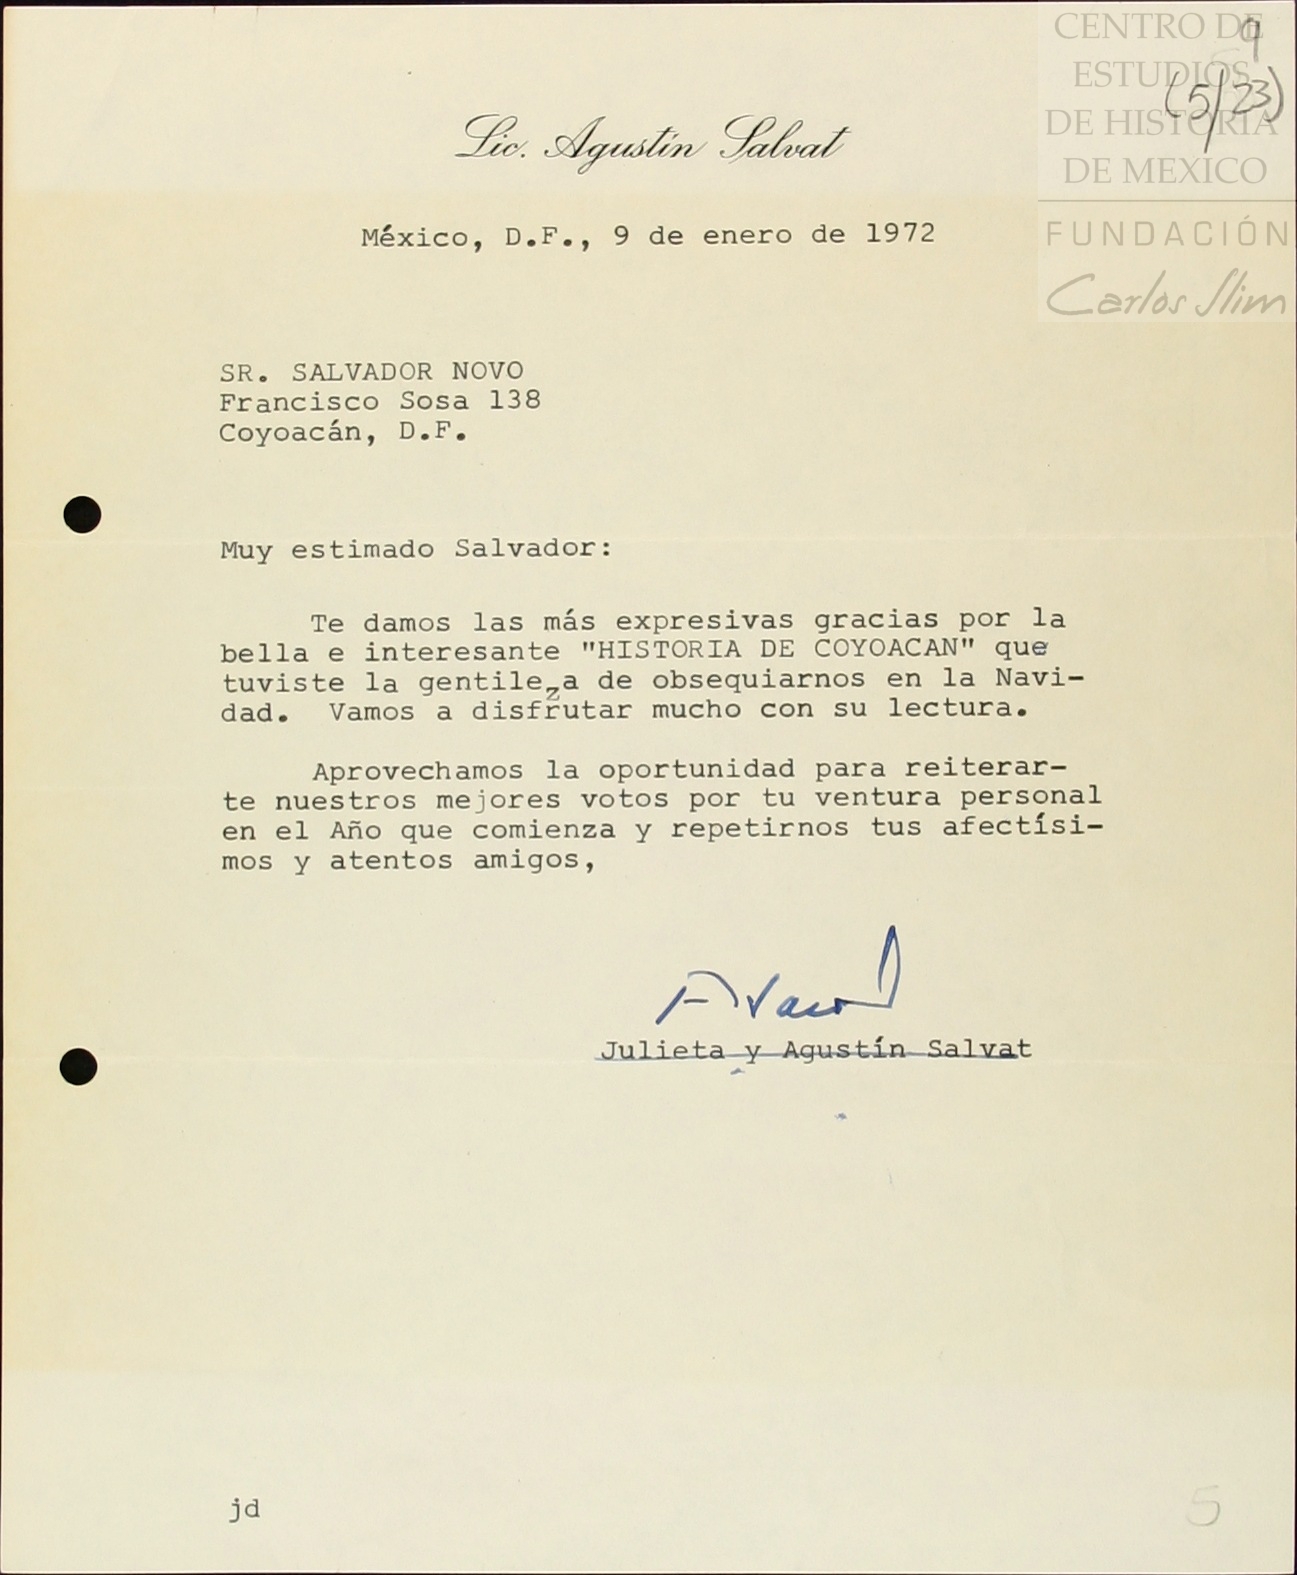 CENTRO DE
ESTUDIOS
DE HISTORIA
DE MEXICO
FUNDACIÓN
Carlos Slim
9
(5/23)
Lic. Agustín Salvat
México, D.F., 9 de enero de 1972
SR. SALVADOR NOVO
Francisco Sosa 138
Coyoacán, D.F.
Muy estimado Salvador:
Te damos las más expresivas gracias por la
bella e interesante "HISTORIA DE COYOACAN" que
tuviste la gentileza de obsequiarnos en la Navi-
dad. Vamos a disfrutar mucho con su lectura.
Aprovechamos la oportunidad para reiterar-
te nuestros mejores votos por tu ventura personal
en el Año que comienza y repetirnos tus afectísi-
mos y atentos amigos,
Julieta y Agustín Salvat
jd
5